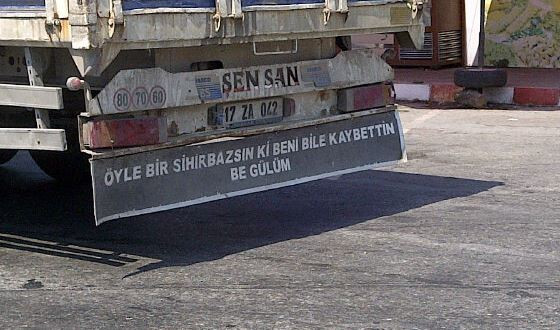 ŞEN SAN
80 70 60
17 ZA 042
ÖYLE BİR SİHİRBAZSIN Kİ BENİ BİLE KAYBETTİN
BE GÜLÜM